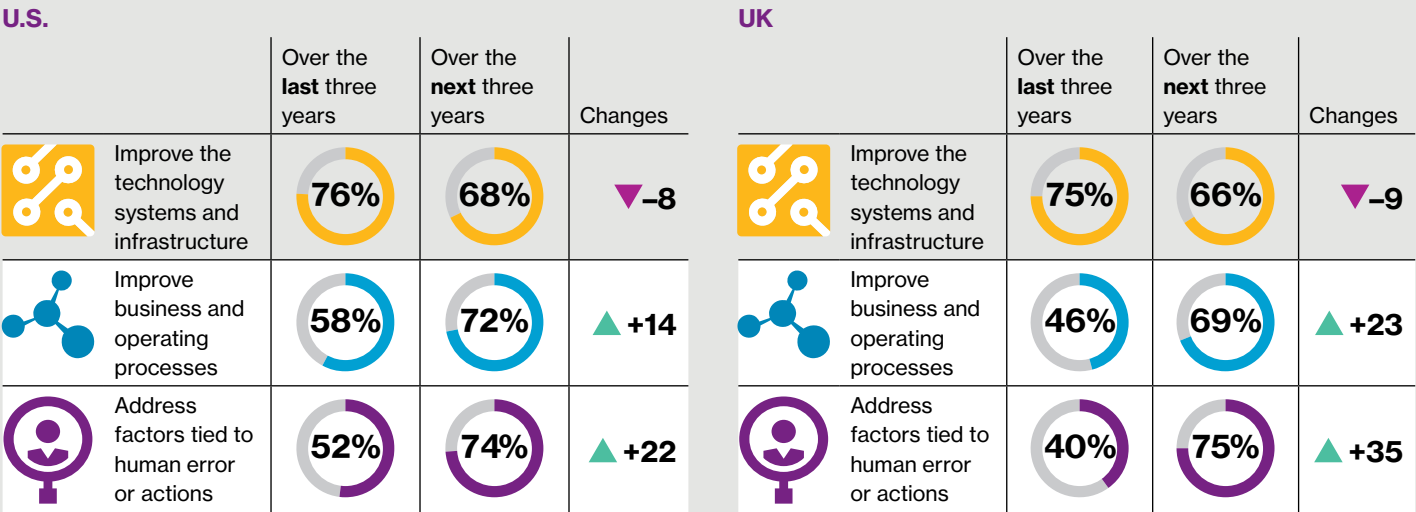 U.S.
Over the
last three
years
Over the
next three
years
Changes
Improve the
technology
systems and
infrastructure
76%
68%
–8
Improve
business and
operating
processes
58%
72%
+14
Address
factors tied to
human error
or actions
52%
74%
+22
UK
Over the
last three
years
Over the
next three
years
Changes
Improve the
technology
systems and
infrastructure
75%
66%
–9
Improve
business and
operating
processes
46%
69%
+23
Address
factors tied to
human error
or actions
40%
75%
+35